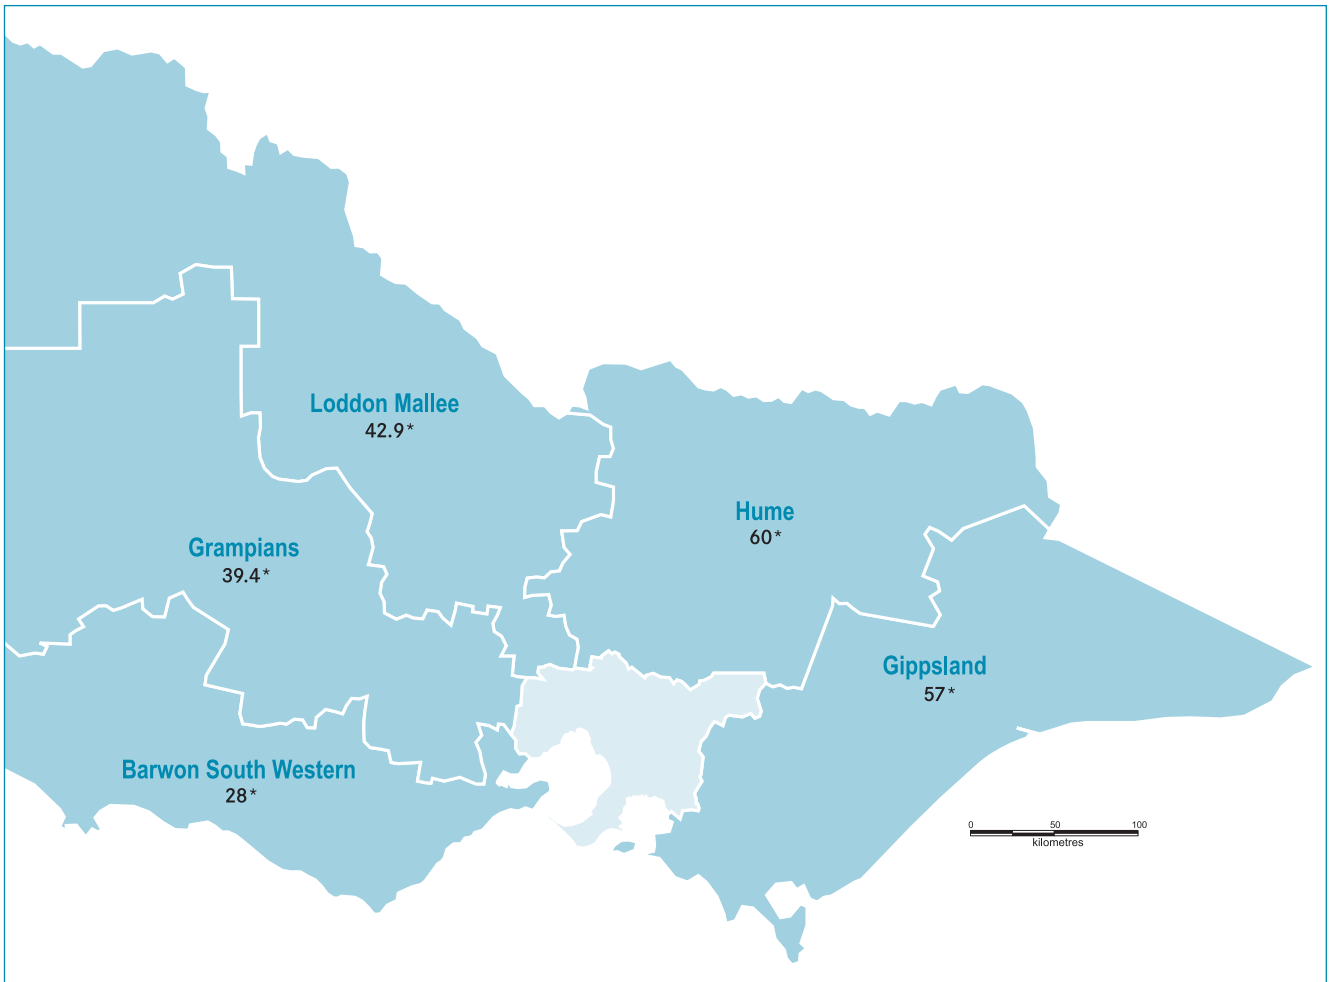 Loddon Mallee
42.9*
Hume
60*
Grampians
39.4*
Gippsland
57*
Barwon South Western
28*
0 50 100
kilometres